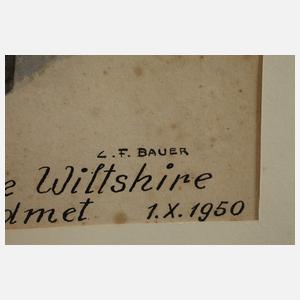 C. F. BAUER
e Wiltshire
dmet 1.X.1950